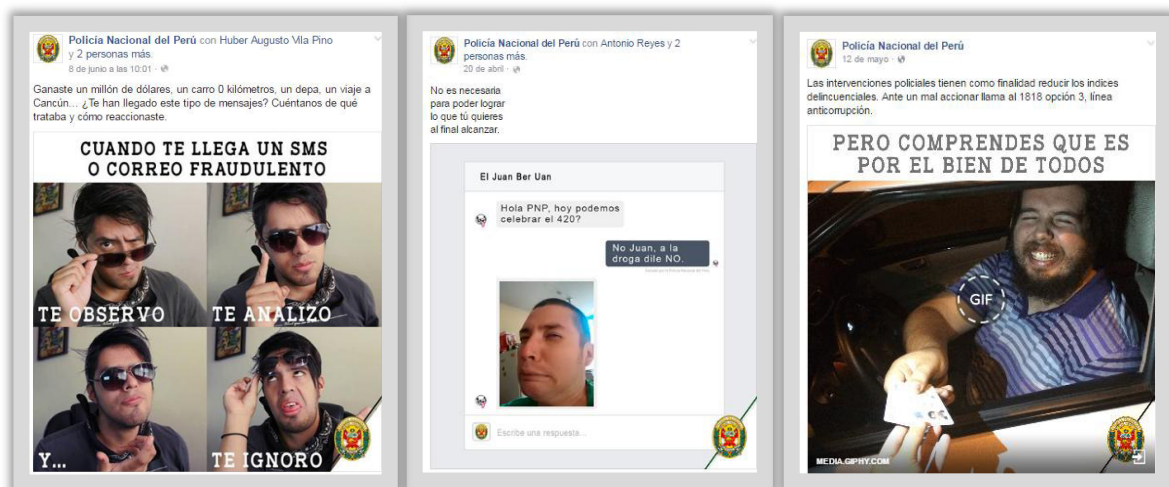 Policía Nacional del Perú con Huber Augusto Vila Pino
y 2 personas más.
8 de junio a las 10:01
Ganaste un millón de dólares, un carro 0 kilómetros, un depa, un viaje a
Cancún... ¿Te han llegado este tipo de mensajes? Cuéntanos de qué
trataba y cómo reaccionaste.
CUANDO TE LLEGA UN SMS
O CORREO FRAUDULENTO
TE OBSERVO
TE ANALIZO
Y...
TE IGNORO
Policía Nacional del Perú con Antonio Reyes y 2
personas más.
20 de abril
No es necesaria
para poder lograr
lo que tú quieres
al final alcanzar.
El Juan Ber Uan
Hola PNP, hoy podemos
celebrar el 420?
No Juan, a la
droga dile NO.
Escribe una respuesta...
Policía Nacional del Perú
12 de mayo
Las intervenciones policiales tienen como finalidad reducir los indices
delincuenciales. Ante un mal accionar llama al 1818 opción 3, línea
anticorrupción.
PERO COMPRENDES QUE ES
POR EL BIEN DE TODOS
GIF
MEDIA.GIPHY.COM